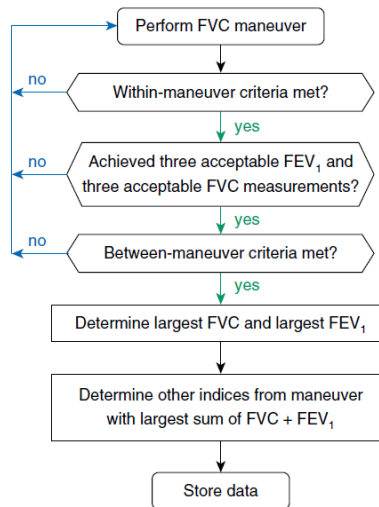 Perform FVC maneuver
no
Within-maneuver criteria met?
yes
no
Achieved three acceptable FEV₁ and
three acceptable FVC measurements?
yes
no
Between-maneuver criteria met?
yes
Determine largest FVC and largest FEV₁
Determine other indices from maneuver
with largest sum of FVC + FEV₁
Store data